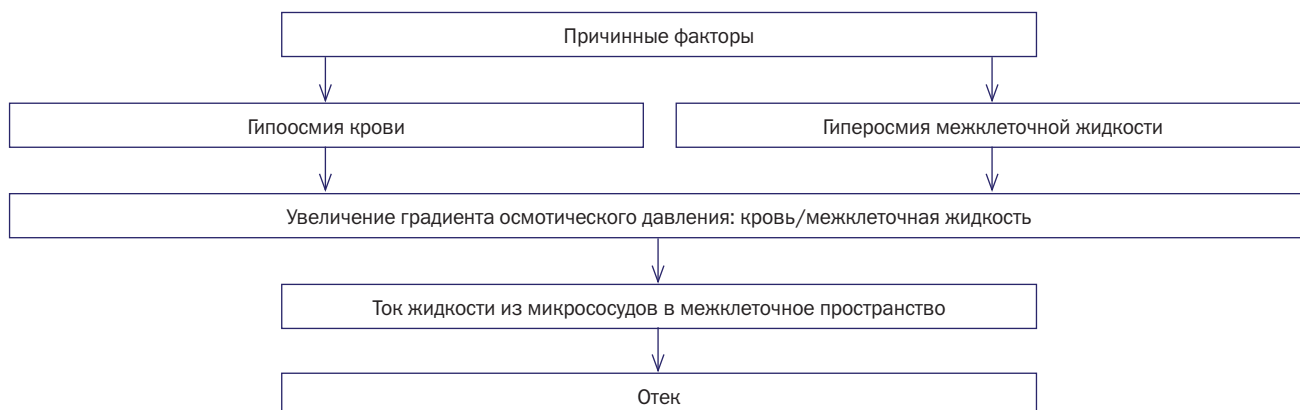 Причинные факторы
Гипоосмия крови
Гиперосмия межклеточной жидкости
Увеличение градиента осмотического давления: кровь/межклеточная жидкость
Ток жидкости из микрососудов в межклеточное пространство
Отек